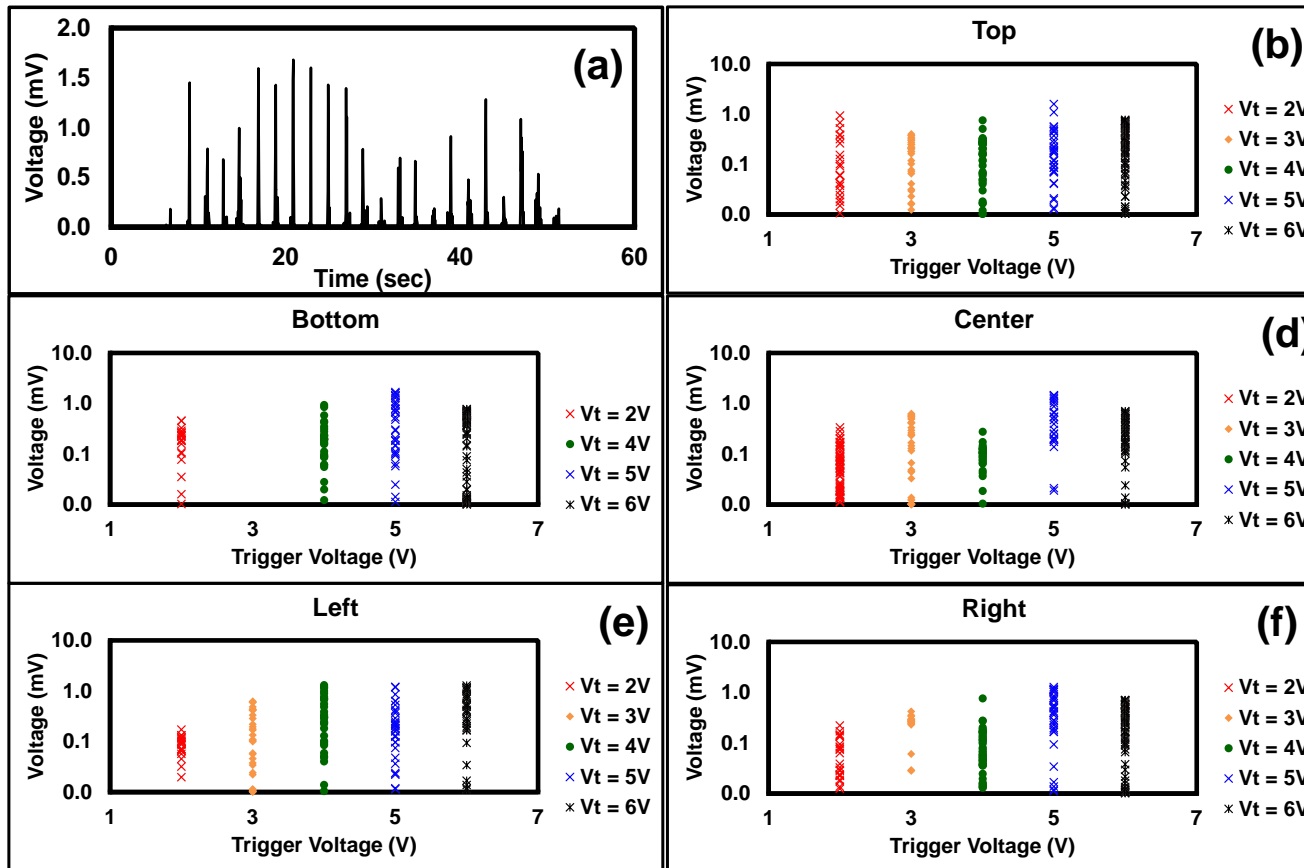 (a)
2.0
1.5
1.0
0.5
0.0
Voltage (mV)
0
20
40
60
Time (sec)
Top
(b)
10.0
1.0
0.1
0.0
Voltage (mV)
1
3
5
7
Trigger Voltage (V)
Vt = 2V
Vt = 3V
Vt = 4V
Vt = 5V
Vt = 6V
Bottom
10.0
1.0
0.1
0.0
Voltage (mV)
1
3
5
7
Trigger Voltage (V)
Vt = 2V
Vt = 4V
Vt = 5V
Vt = 6V
Center
(d)
10.0
1.0
0.1
0.0
Voltage (mV)
1
3
5
7
Trigger Voltage (V)
Vt = 2V
Vt = 3V
Vt = 4V
Vt = 5V
Vt = 6V
Left
(e)
10.0
1.0
0.1
0.0
Voltage (mV)
1
3
5
7
Trigger Voltage (V)
Vt = 2V
Vt = 3V
Vt = 4V
Vt = 5V
Vt = 6V
Right
(f)
10.0
1.0
0.1
0.0
Voltage (mV)
1
3
5
7
Trigger Voltage (V)
Vt = 2V
Vt = 3V
Vt = 4V
Vt = 5V
Vt = 6V